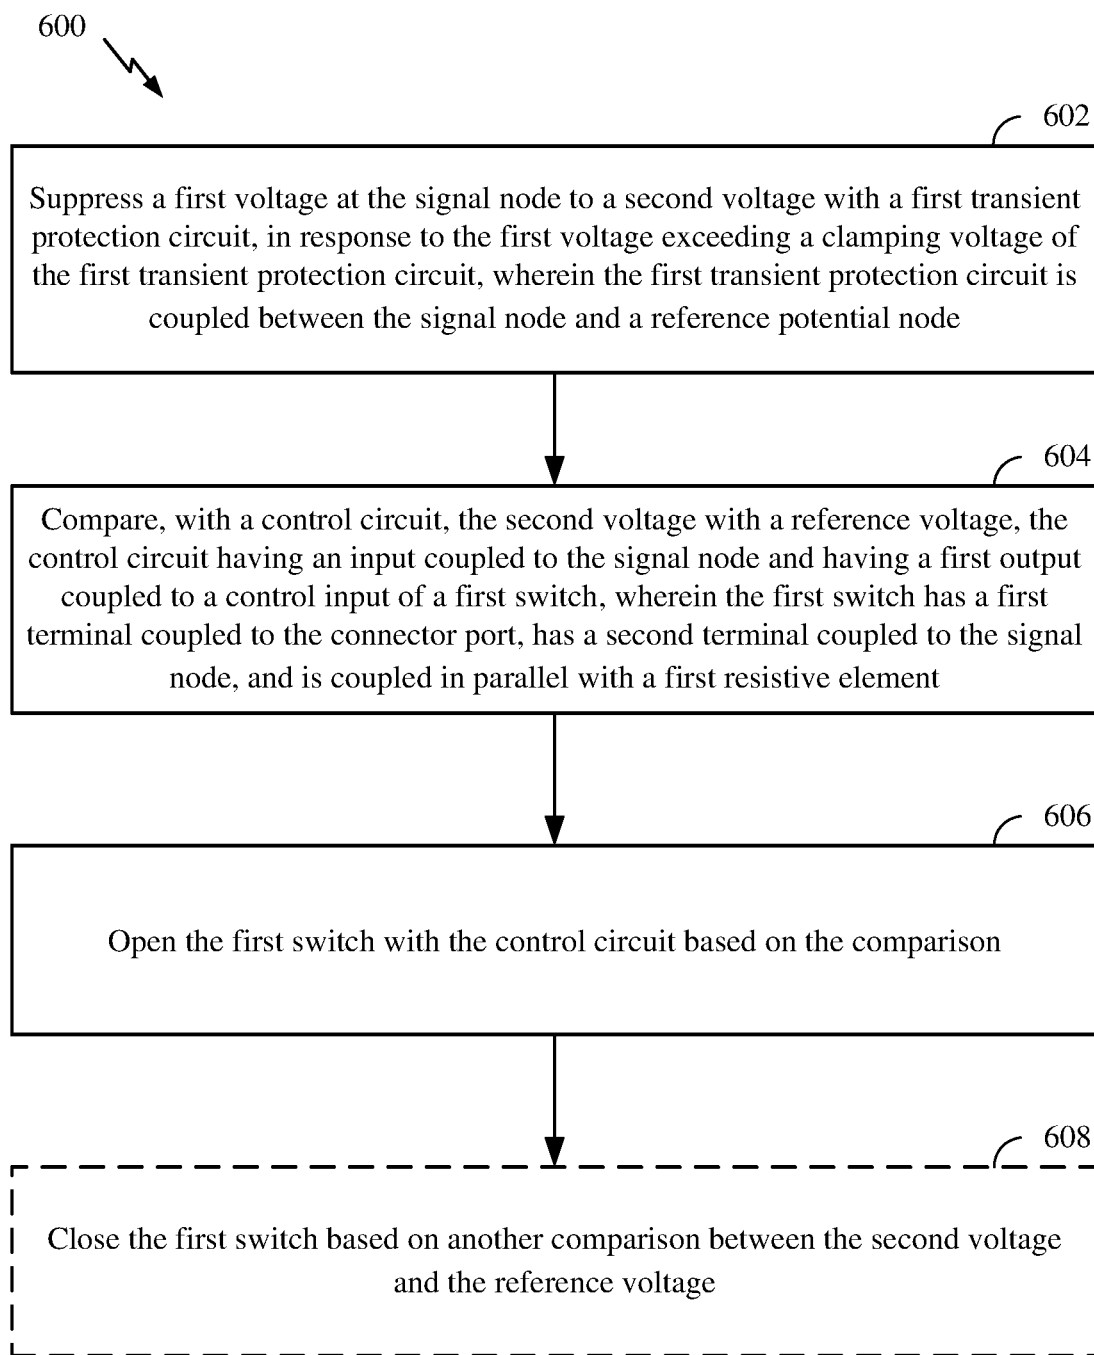 600
602
Suppress a first voltage at the signal node to a second voltage with a first transient
protection circuit, in response to the first voltage exceeding a clamping voltage of
the first transient protection circuit, wherein the first transient protection circuit is
coupled between the signal node and a reference potential node
604
Compare, with a control circuit, the second voltage with a reference voltage, the
control circuit having an input coupled to the signal node and having a first output
coupled to a control input of a first switch, wherein the first switch has a first
terminal coupled to the connector port, has a second terminal coupled to the signal
node, and is coupled in parallel with a first resistive element
606
Open the first switch with the control circuit based on the comparison
608
Close the first switch based on another comparison between the second voltage
and the reference voltage